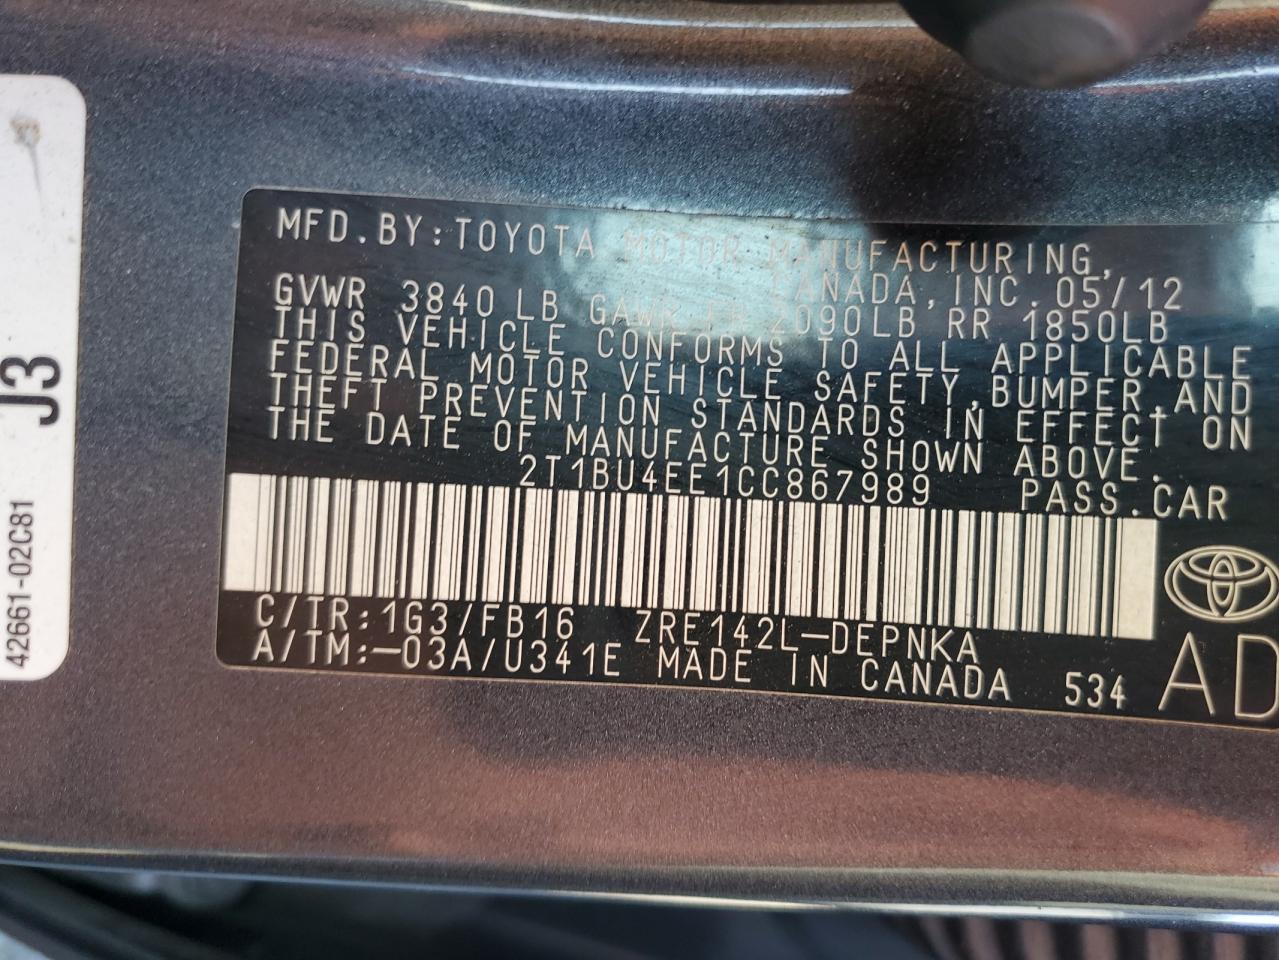 MFD.BY:TOYOTA MOTOR MANUFACTURING,
CANADA,INC.05/12
GVWR 3840LB GAWR FR 2090LB RR 1850LB
THIS VEHICLE CONFORMS TO ALL APPLICABLE
FEDERAL MOTOR VEHICLE SAFETY,BUMPER,AND
THEFT PREVENTION STANDARDS IN EFFECT ON
THE DATE OF MANUFACTURE SHOWN ABOVE.
2T1BU4EE1CC867989 PASS.CAR
C/TR:1G3/FB16 ZRE142L-DEPNKA
A/TM:-03A/U341E MADE IN CANADA 534
AD
J3
42661-02C81